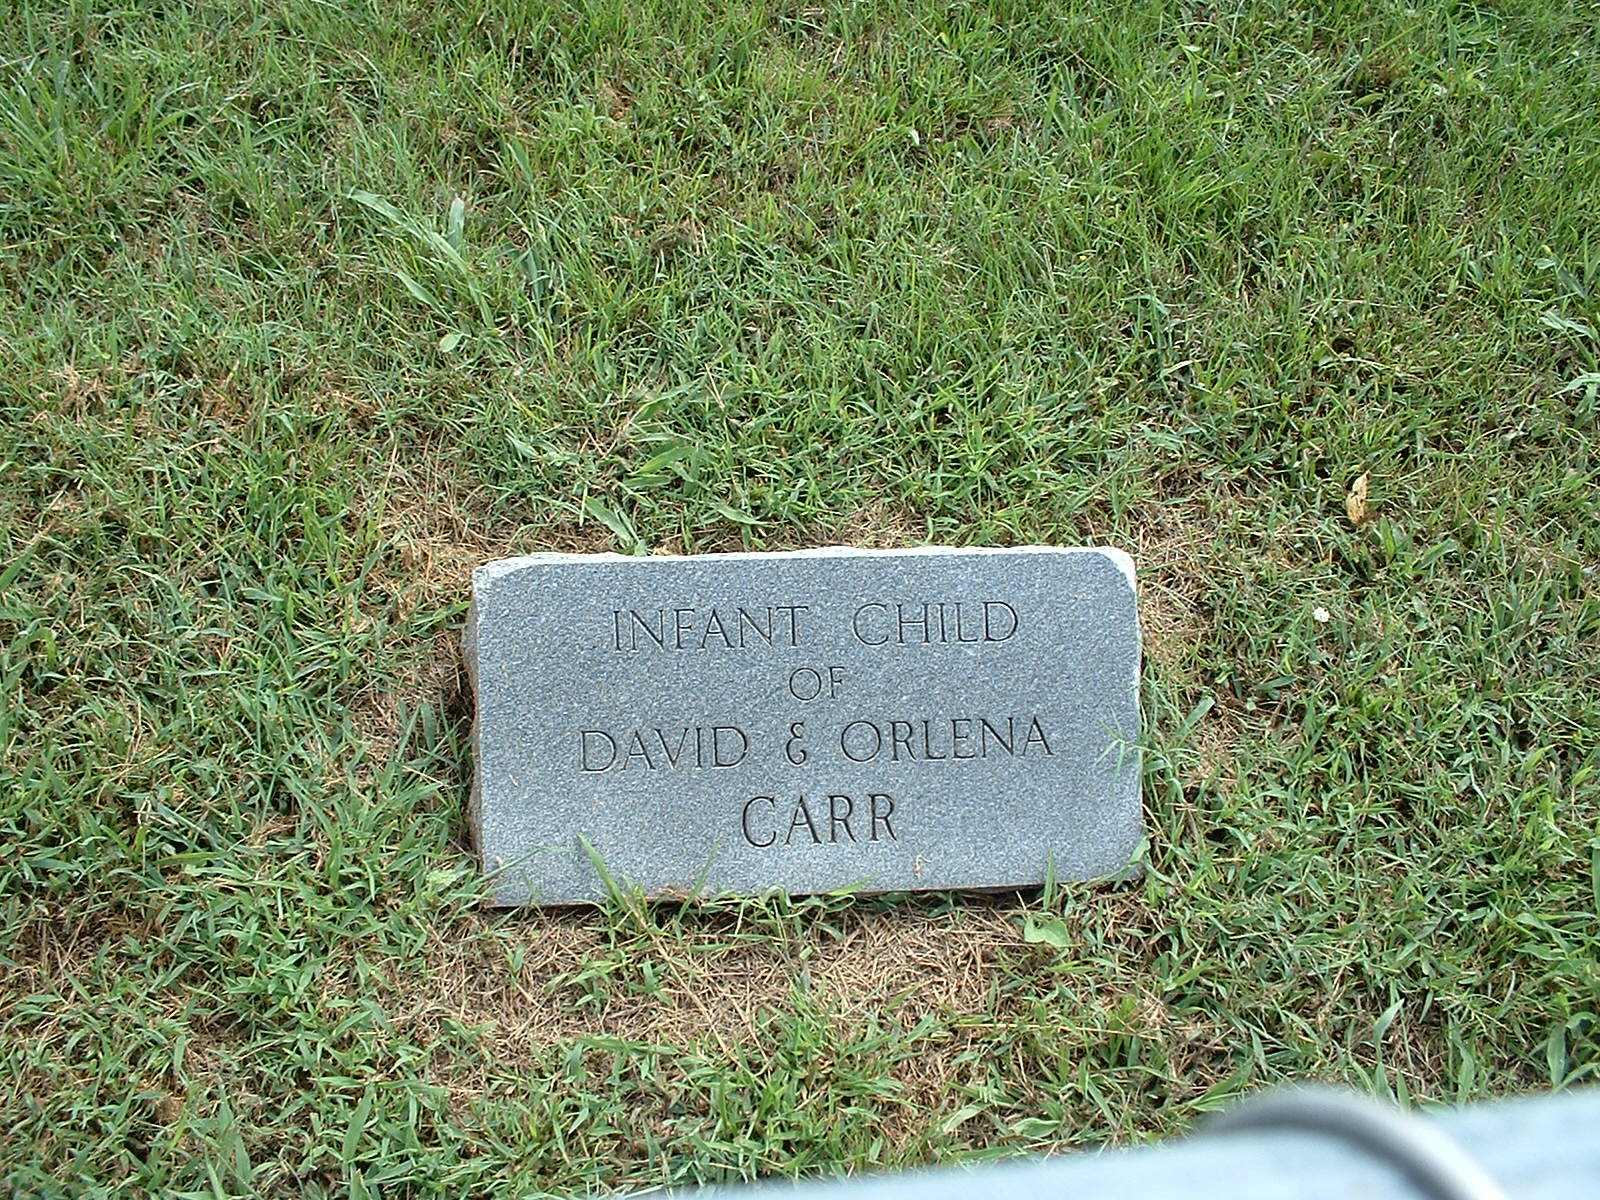 INFANT CHILD
OF
DAVID & ORLENA
CARR